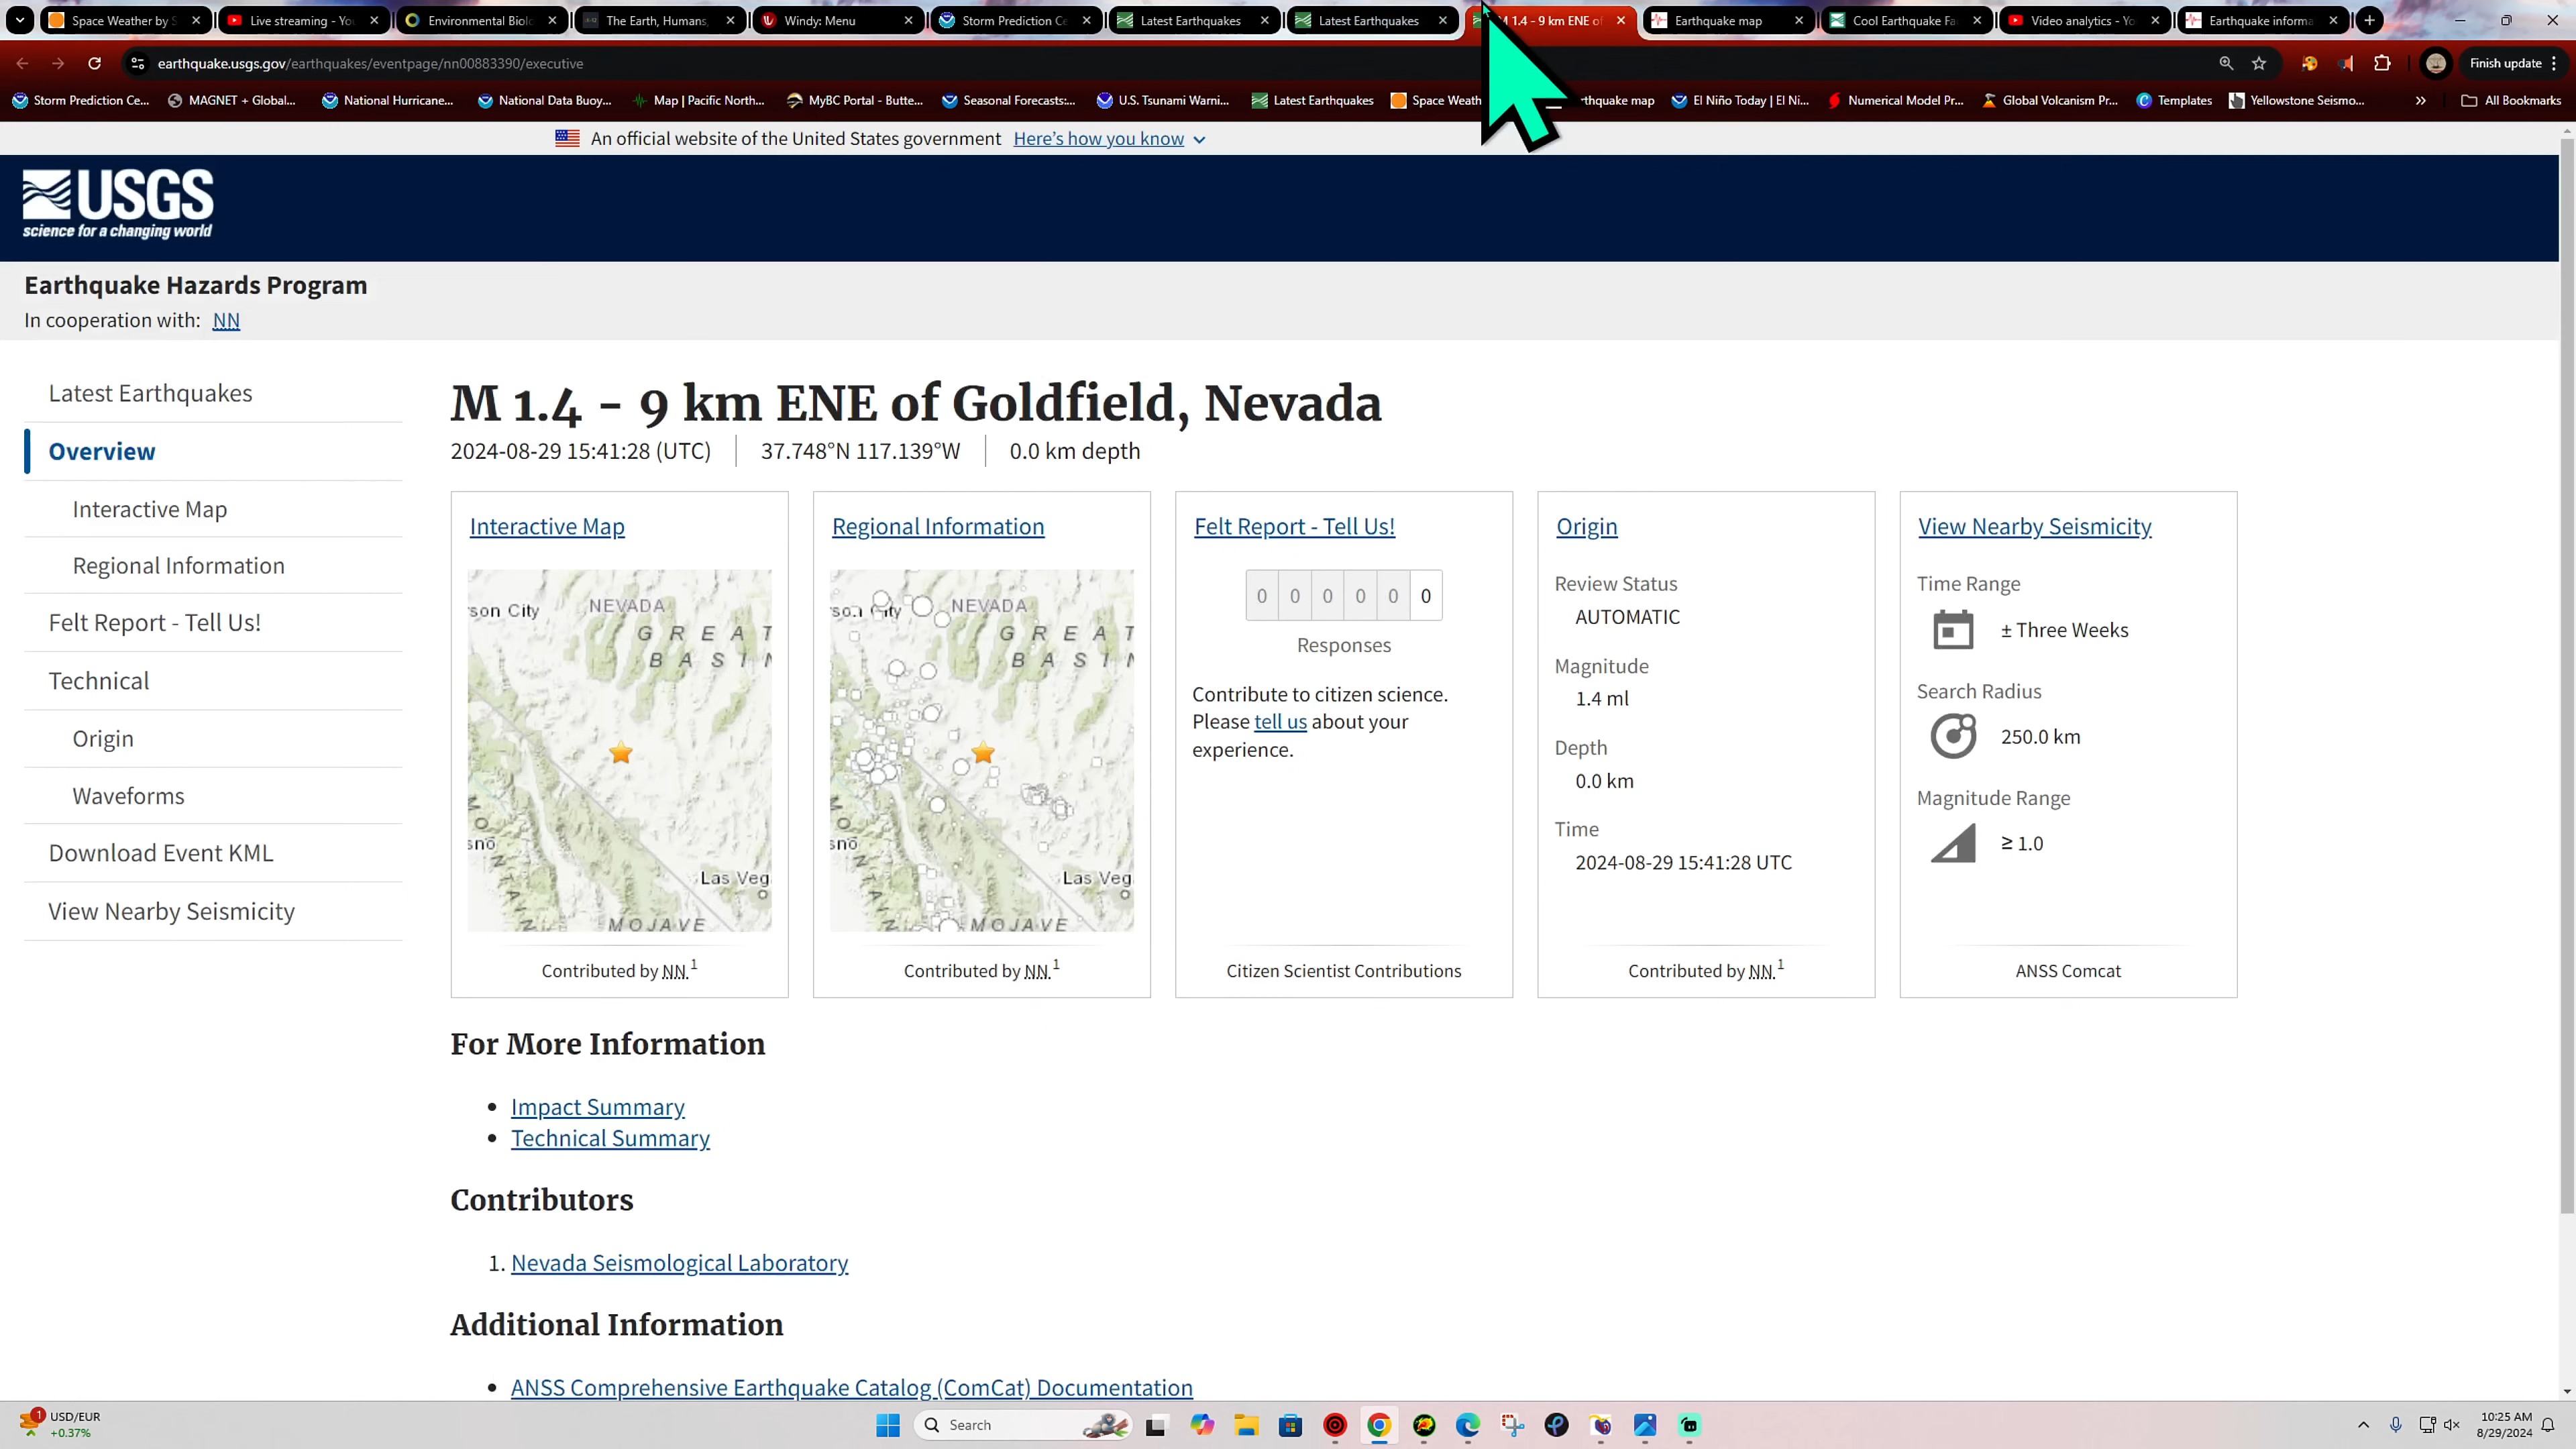 Space Weather by S
Live streaming - Yo
Environmental Biolo
The Earth, Humans,
Windy: Menu
Storm Prediction Ce
Latest Earthquakes
Latest Earthquakes
M 1.4 - 9 km ENE of
Earthquake map
Cool Earthquake Fa
Video analytics - Yo
Earthquake informa
earthquake.usgs.gov/earthquakes/eventpage/nn00883390/executive
Finish update
Storm Prediction Ce...
MAGNET + Global...
National Hurricane...
National Data Buoy...
Map | Pacific North...
MyBC Portal - Butte...
Seasonal Forecasts:...
U.S. Tsunami Warni...
Latest Earthquakes
Space Weath
rthquake map
El Niño Today | El Ni...
Numerical Model Pr...
Global Volcanism Pr...
Templates
Yellowstone Seismo...
All Bookmarks
An official website of the United States government Here's how you know
USGS
science for a changing world
Earthquake Hazards Program
In cooperation with: NN
Latest Earthquakes
Overview
Interactive Map
Regional Information
Felt Report - Tell Us!
Technical
Origin
Waveforms
Download Event KML
View Nearby Seismicity
M 1.4 - 9 km ENE of Goldfield, Nevada
2024-08-29 15:41:28 (UTC) 37.748°N 117.139°W 0.0 km depth
Interactive Map
rson City NEVADA
GREAT
BASIN
sno
Las Veg
MOJAVE
Contributed by NN.1
Regional Information
NEVADA
GREAT
BASIN
sno
Las Veg
MOJAVE
Contributed by NN.1
Felt Report - Tell Us!
0 0 0 0 0 0
Responses
Contribute to citizen science.
Please tell us about your
experience.
Citizen Scientist Contributions
Origin
Review Status
AUTOMATIC
Magnitude
1.4 ml
Depth
0.0 km
Time
2024-08-29 15:41:28 UTC
Contributed by NN.1
View Nearby Seismicity
Time Range
± Three Weeks
Search Radius
250.0 km
Magnitude Range
≥ 1.0
ANSS Comcat
For More Information
• Impact Summary
• Technical Summary
Contributors
1. Nevada Seismological Laboratory
Additional Information
• ANSS Comprehensive Earthquake Catalog (ComCat) Documentation
1
USD/EUR
+0.37%
Search
10:25 AM
8/29/2024